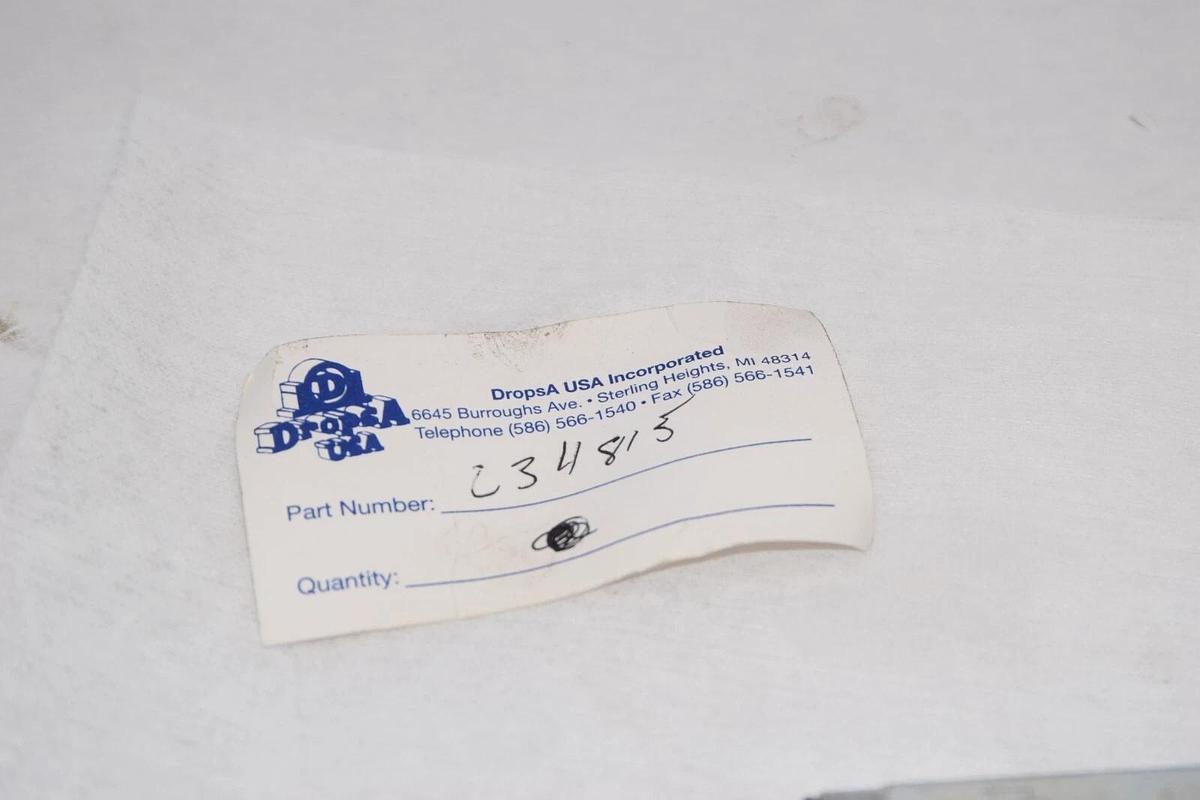 D
DropsA
USA
DropsA USA Incorporated
6645 Burroughs Ave. • Sterling Heights, MI 48314
Telephone (586) 566-1540 • Fax (586) 566-1541
Part Number: C34815
Quantity: